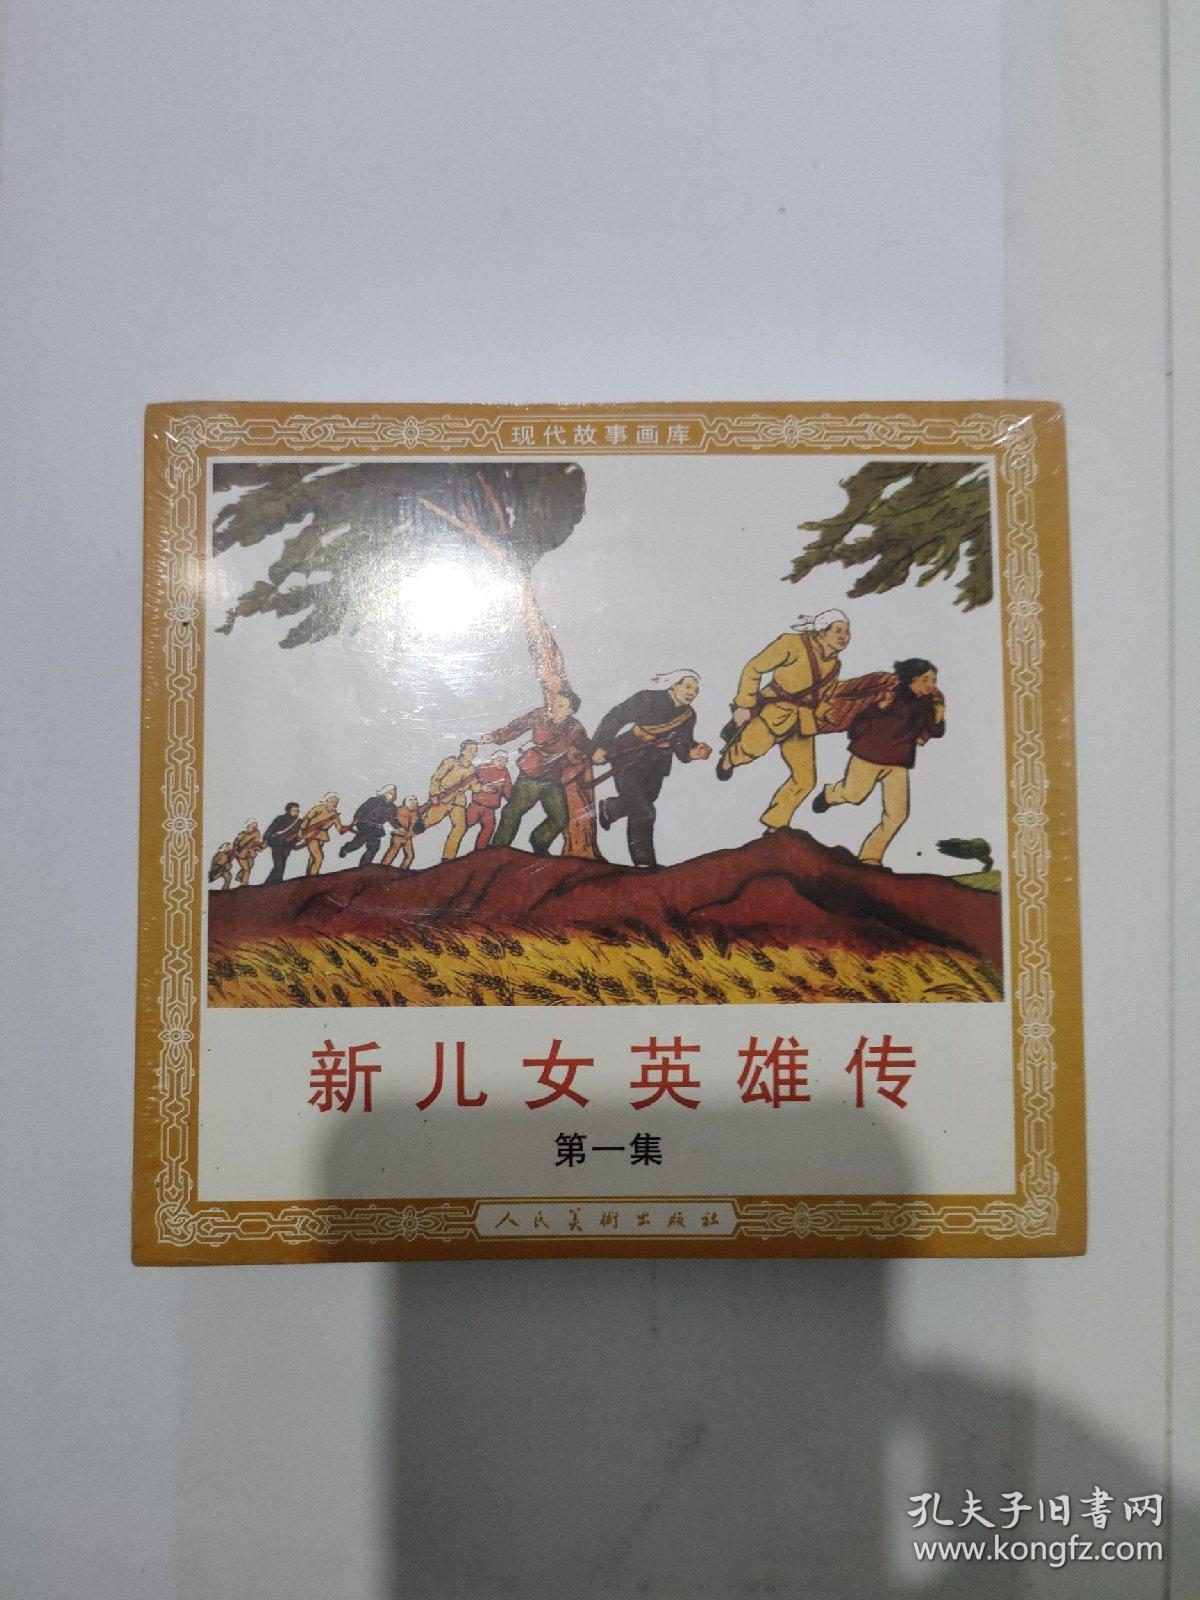 现代故事画库
新儿女英雄传
第一集
人民美術出版社
孔夫子旧书网
www.kongfz.com